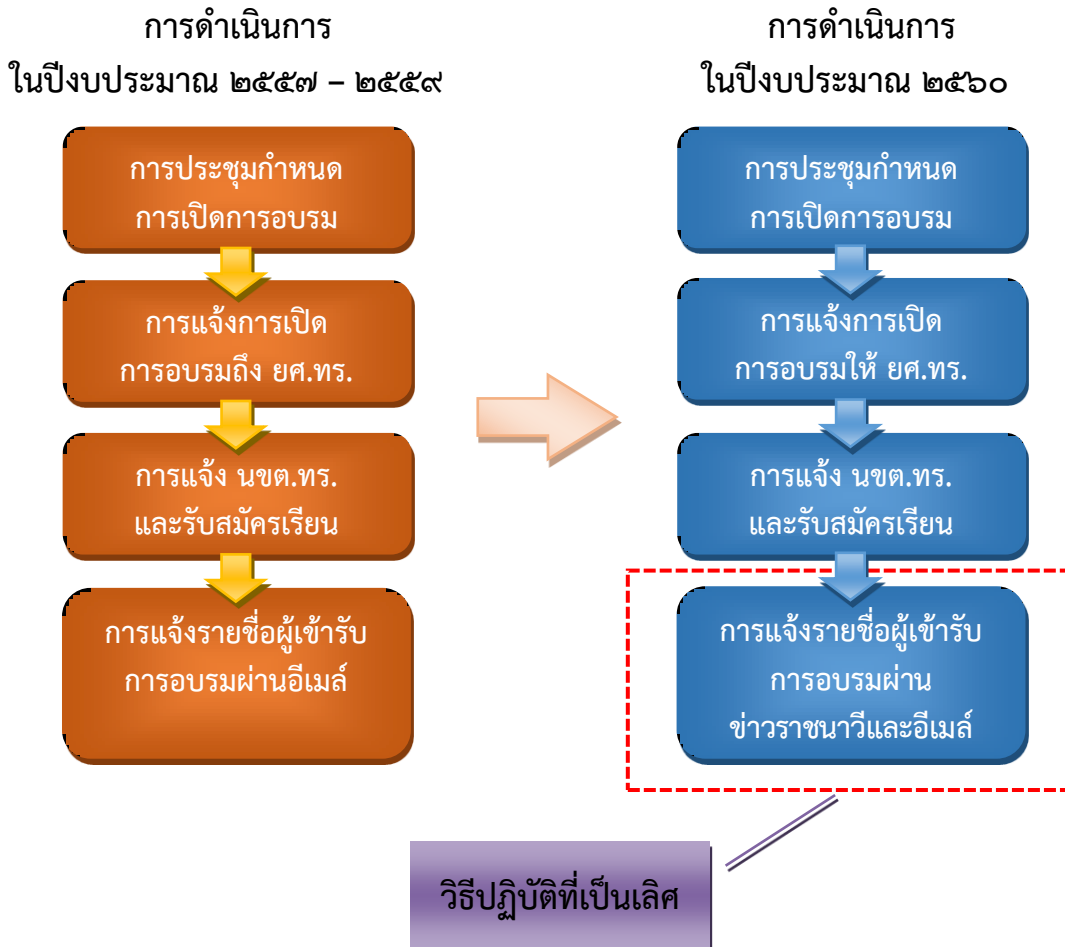 การดำเนินการ
ในปีงบประมาณ ๒๕๕๗ – ๒๕๕๙
การประชุมกำหนด
การเปิดการอบรม
การแจ้งการเปิด
การอบรมถึง ยศ.ทร.
การแจ้ง นขต.ทร.
และรับสมัครเรียน
การแจ้งรายชื่อผู้เข้ารับ
การอบรมผ่านอีเมล์
การดำเนินการ
ในปีงบประมาณ ๒๕๖๐
การประชุมกำหนด
การเปิดการอบรม
การแจ้งการเปิด
การอบรมให้ ยศ.ทร.
การแจ้ง นขต.ทร.
และรับสมัครเรียน
การแจ้งรายชื่อผู้เข้ารับ
การอบรมผ่าน
ข่าวราชนาวีและอีเมล์
วิธีปฏิบัติที่เป็นเลิศ